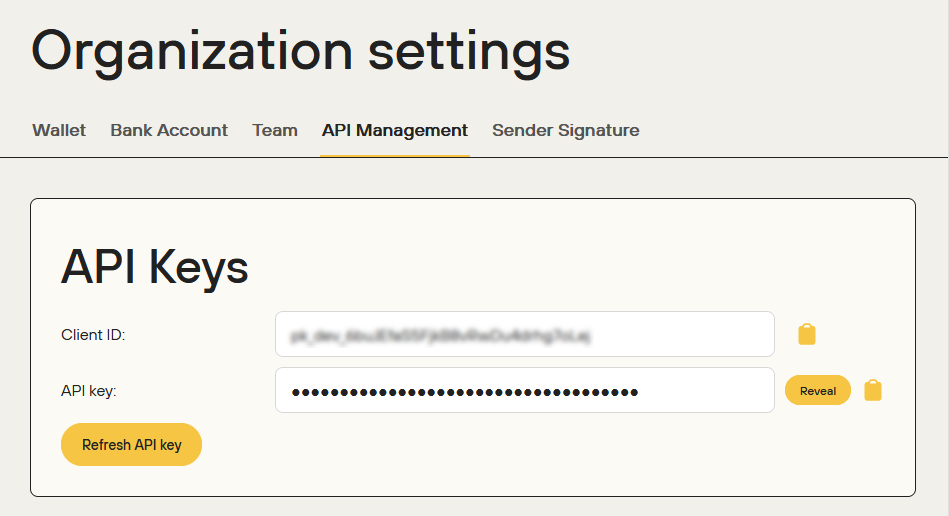 Organization settings
Wallet Bank Account Team API Management Sender Signature
API Keys
Client ID:
API key: ●●●●●●●●●●●●●●●●●●●●●●●●●●●●●●●●●●●● Reveal
Refresh API key